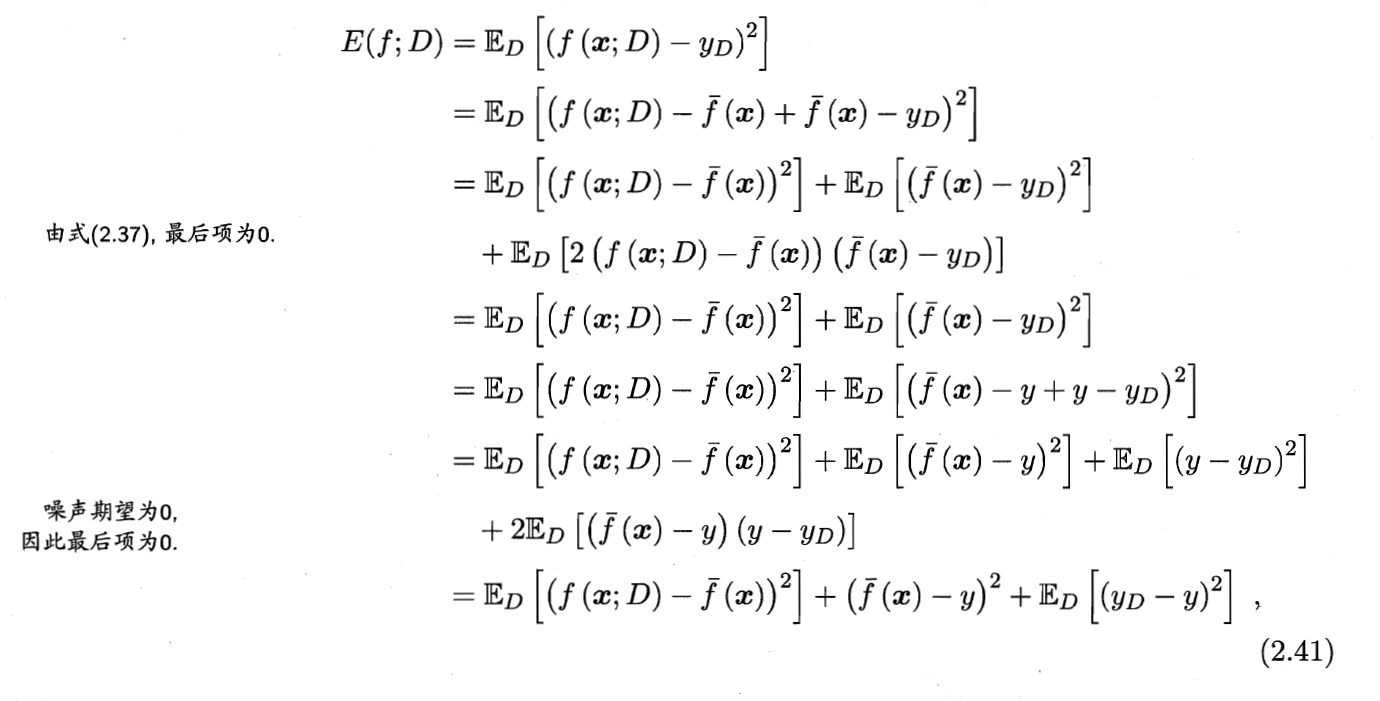 E(f; D) = 𝔼_D [(f (𝒙; D) − y_D)²]
= 𝔼_D [(f (𝒙; D) − f̄ (𝒙) + f̄ (𝒙) − y_D)²]
= 𝔼_D [(f (𝒙; D) − f̄ (𝒙))²] + 𝔼_D [(f̄ (𝒙) − y_D)²]
由式(2.37), 最后项为0.
+ 𝔼_D [2 (f (𝒙; D) − f̄ (𝒙)) (f̄ (𝒙) − y_D)]
= 𝔼_D [(f (𝒙; D) − f̄ (𝒙))²] + 𝔼_D [(f̄ (𝒙) − y_D)²]
= 𝔼_D [(f (𝒙; D) − f̄ (𝒙))²] + 𝔼_D [(f̄ (𝒙) − y + y − y_D)²]
= 𝔼_D [(f (𝒙; D) − f̄ (𝒙))²] + 𝔼_D [(f̄ (𝒙) − y)²] + 𝔼_D [(y − y_D)²]
噪声期望为0,
因此最后项为0.
+ 2𝔼_D [(f̄ (𝒙) − y) (y − y_D)]
= 𝔼_D [(f (𝒙; D) − f̄ (𝒙))²] + (f̄ (𝒙) − y)² + 𝔼_D [(y_D − y)²] ,
(2.41)